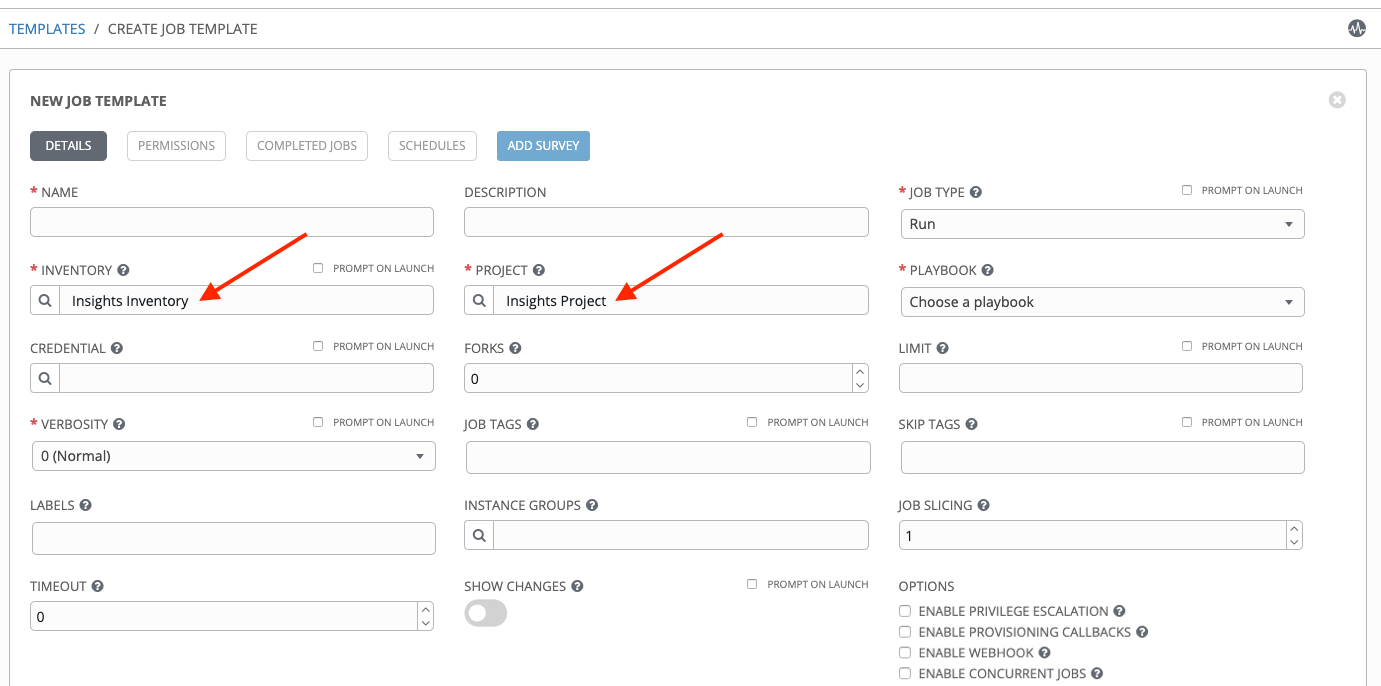 TEMPLATES / CREATE JOB TEMPLATE
NEW JOB TEMPLATE
DETAILS PERMISSIONS COMPLETED JOBS SCHEDULES ADD SURVEY
* NAME DESCRIPTION * JOB TYPE ? PROMPT ON LAUNCH
Run
* INVENTORY ? PROMPT ON LAUNCH * PROJECT ? * PLAYBOOK ?
Insights Inventory Insights Project Choose a playbook
CREDENTIAL ? PROMPT ON LAUNCH FORKS ? LIMIT ? PROMPT ON LAUNCH
0
* VERBOSITY ? PROMPT ON LAUNCH JOB TAGS ? PROMPT ON LAUNCH SKIP TAGS ? PROMPT ON LAUNCH
0 (Normal)
LABELS ? INSTANCE GROUPS ? JOB SLICING ?
1
TIMEOUT ? SHOW CHANGES ? PROMPT ON LAUNCH OPTIONS
0
ENABLE PRIVILEGE ESCALATION ?
ENABLE PROVISIONING CALLBACKS ?
ENABLE WEBHOOK ?
ENABLE CONCURRENT JOBS ?